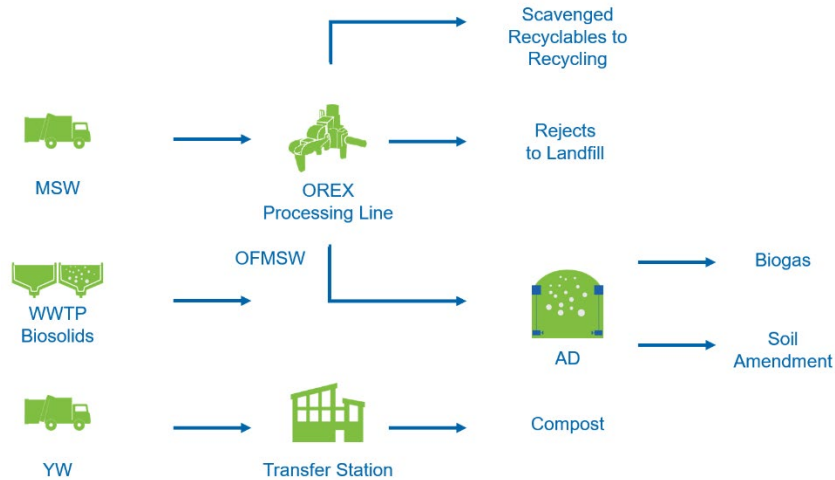 Scavenged
Recyclables to
Recycling
MSW
OREX
Processing Line
Rejects
to Landfill
OFMSW
WWTP
Biosolids
AD
Biogas
Soil
Amendment
YW
Transfer Station
Compost